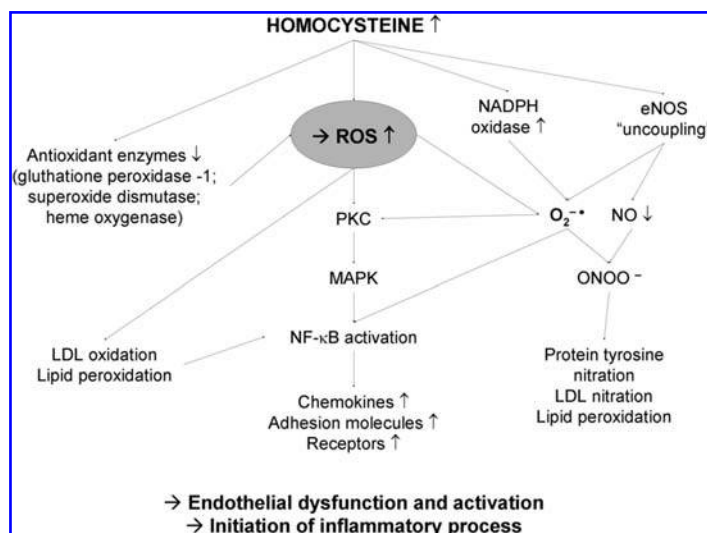 HOMOCYSTEINE ↑
NADPH
oxidase ↑
eNOS
“uncoupling”
→ ROS ↑
Antioxidant enzymes ↓
(gluthatione peroxidase -1;
superoxide dismutase;
heme oxygenase)
PKC
O₂⁻•
NO ↓
MAPK
ONOO⁻
NF-κB activation
LDL oxidation
Lipid peroxidation
Protein tyrosine
nitration
LDL nitration
Lipid peroxidation
Chemokines ↑
Adhesion molecules ↑
Receptors ↑
→ Endothelial dysfunction and activation
→ Initiation of inflammatory process